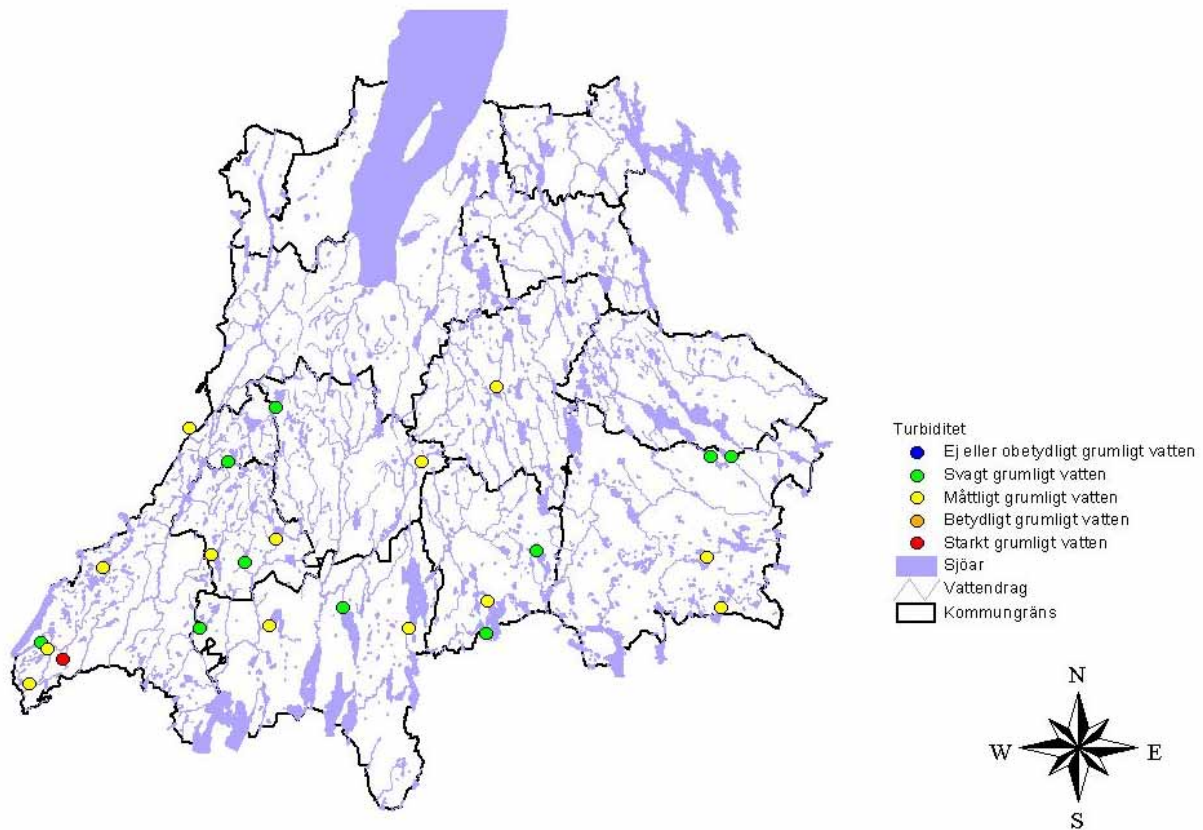 Turbiditet
Ej eller obetydligt grumligt vatten
Svagt grumligt vatten
Måttligt grumligt vatten
Betydligt grumligt vatten
Starkt grumligt vatten
Sjöar
Vattendrag
Kommungräns
N
W E
S